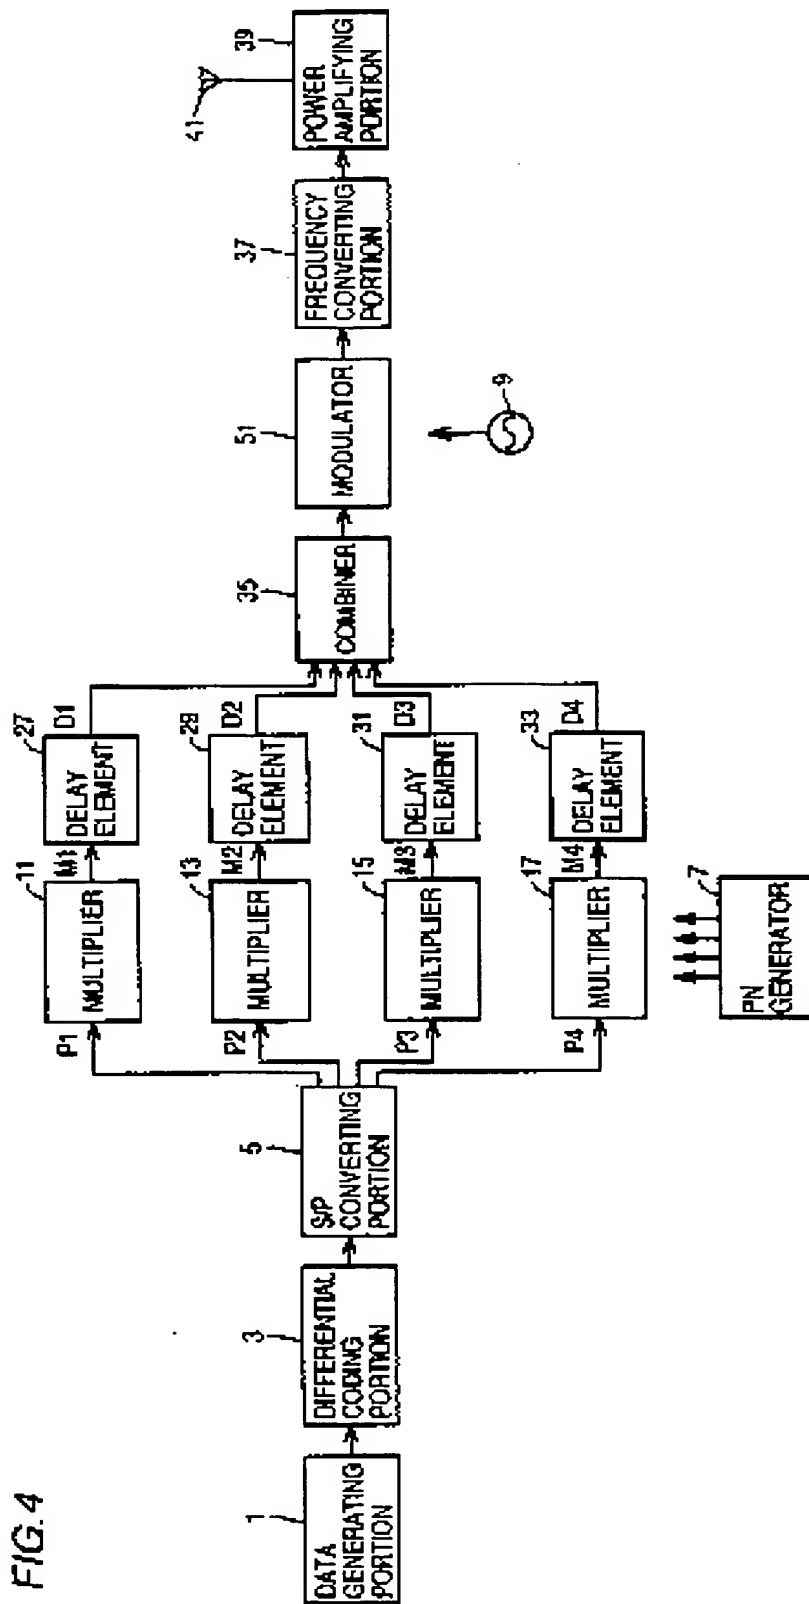 FIG. 4
1
DATA
GENERATING
PORTION
3
DIFFERENTIAL
CODING
PORTION
5
S/P
CONVERTING
PORTION
P1
P2
P3
P4
11
MULTIPLIER
13
MULTIPLIER
15
MULTIPLIER
17
MULTIPLIER
7
PN
GENERATOR
M1
M2
M3
M4
27
DELAY
ELEMENT
29
DELAY
ELEMENT
31
DELAY
ELEMENT
33
DELAY
ELEMENT
D1
D2
D3
D4
35
COMBINER
51
MODULATOR
9
37
FREQUENCY
CONVERTING
PORTION
39
POWER
AMPLIFYING
PORTION
41